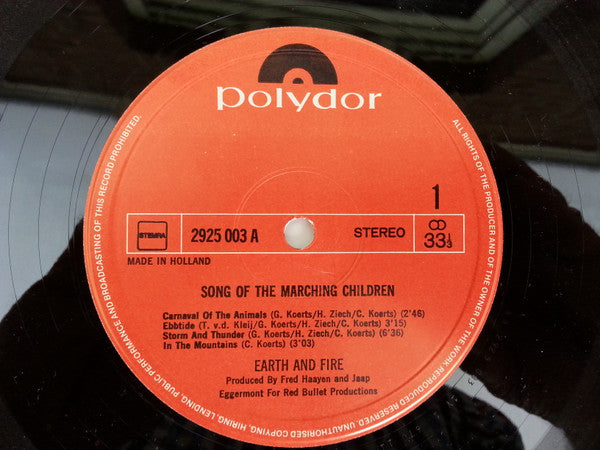 polydor
1
STEMRA
2925 003 A
STEREO
33 1/3
MADE IN HOLLAND
SONG OF THE MARCHING CHILDREN
Carnaval Of The Animals (G. Koerts/H. Ziech/C. Koerts) (2'46)
Ebbtide (T. v.d. Kleij/G. Koerts/H. Ziech/C. Koerts) 3'15)
Storm And Thunder (G. Koerts/H. Ziech/C. Koerts) (6'36)
In The Mountains (C. Koerts) (3'03)
EARTH AND FIRE
Produced By Fred Haayen and Jaap
Eggermont For Red Bullet Productions
ALL RIGHTS OF THE PRODUCER AND OF THE OWNER OF THE WORK REPRODUCED RESERVED. UNAUTHORISED COPYING, HIRING, LENDING, PUBLIC PERFORMANCE AND BROADCASTING OF THIS RECORD PROHIBITED.